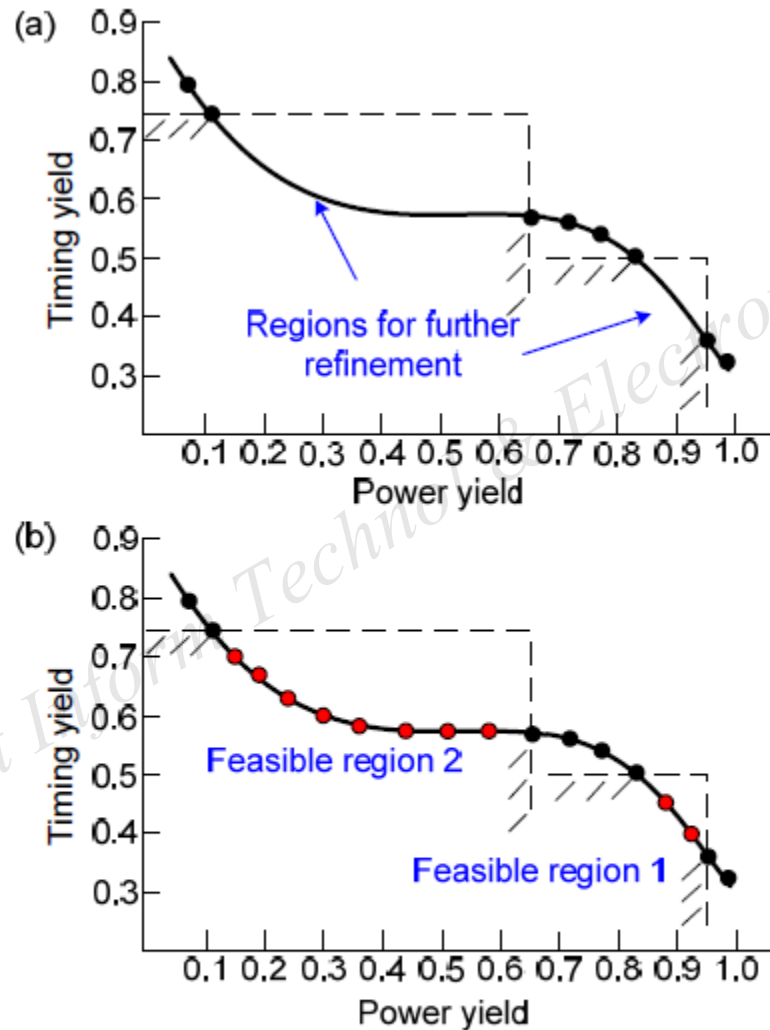 (a)
0.9
0.8
0.7
0.6
0.5
0.4
0.3
Timing yield
Regions for further
refinement
0.1 0.2 0.3 0.4 0.5 0.6 0.7 0.8 0.9 1.0
Power yield
(b)
0.9
0.8
0.7
0.6
0.5
0.4
0.3
Timing yield
Feasible region 2
Feasible region 1
0.1 0.2 0.3 0.4 0.5 0.6 0.7 0.8 0.9 1.0
Power yield
Inform Technol & Electro